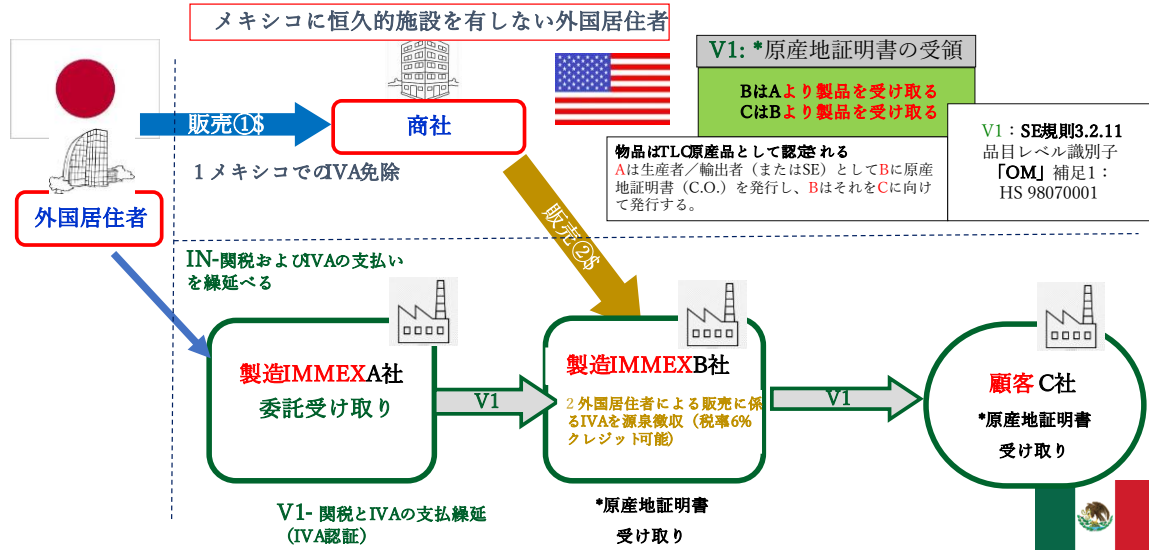 メキシコに恒久的施設を有しない外国居住者
V1: *原産地証明書の受領
BはAより製品を受け取る
CはBより製品を受け取る
販売①$
商社
V1：SE規則3.2.11
品目レベル識別子
「OM」補足1：
HS 98070001
物品はTLC原産品として認定される
Aは生産者／輸出者（またはSE）としてBに原産
地証明書（C.O.）を発行し、BはそれをCに向け
て発行する。
1 メキシコでのIVA免除
外国居住者
販売②$
IN-関税およびIVAの支払い
を繰延べる
製造IMMEXA社
委託受け取り
V1
製造IMMEXB社
2 外国居住者による販売に係
るIVAを源泉徴収（税率6%
クレジット可能）
V1
顧客 C社
*原産地証明書
受け取り
V1- 関税とIVAの支払繰延
（IVA認証）
*原産地証明書
受け取り